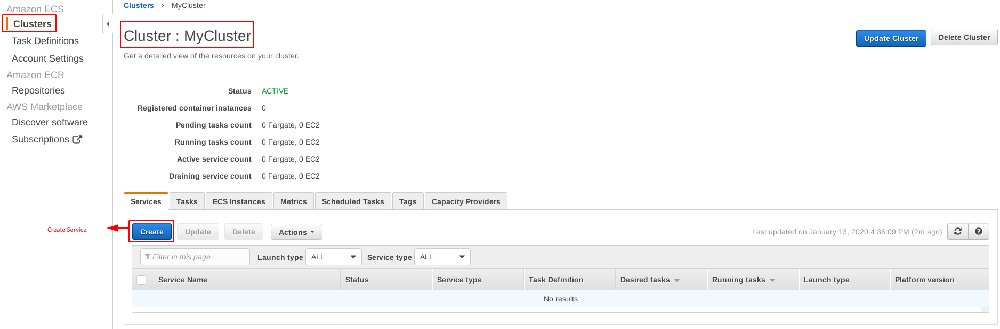 Amazon ECS
Clusters
Task Definitions
Account Settings
Amazon ECR
Repositories
AWS Marketplace
Discover software
Subscriptions
Clusters > MyCluster
Cluster : MyCluster
Update Cluster
Delete Cluster
Get a detailed view of the resources on your cluster.
Status ACTIVE
Registered container instances 0
Pending tasks count 0 Fargate, 0 EC2
Running tasks count 0 Fargate, 0 EC2
Active service count 0 Fargate, 0 EC2
Draining service count 0 Fargate, 0 EC2
Services Tasks ECS Instances Metrics Scheduled Tasks Tags Capacity Providers
Create Service
Create Update Delete Actions Last updated on January 13, 2020 4:36:09 PM (2m ago)
Filter in this page Launch type ALL Service type ALL
Service Name Status Service type Task Definition Desired tasks Running tasks Launch type Platform version
No results